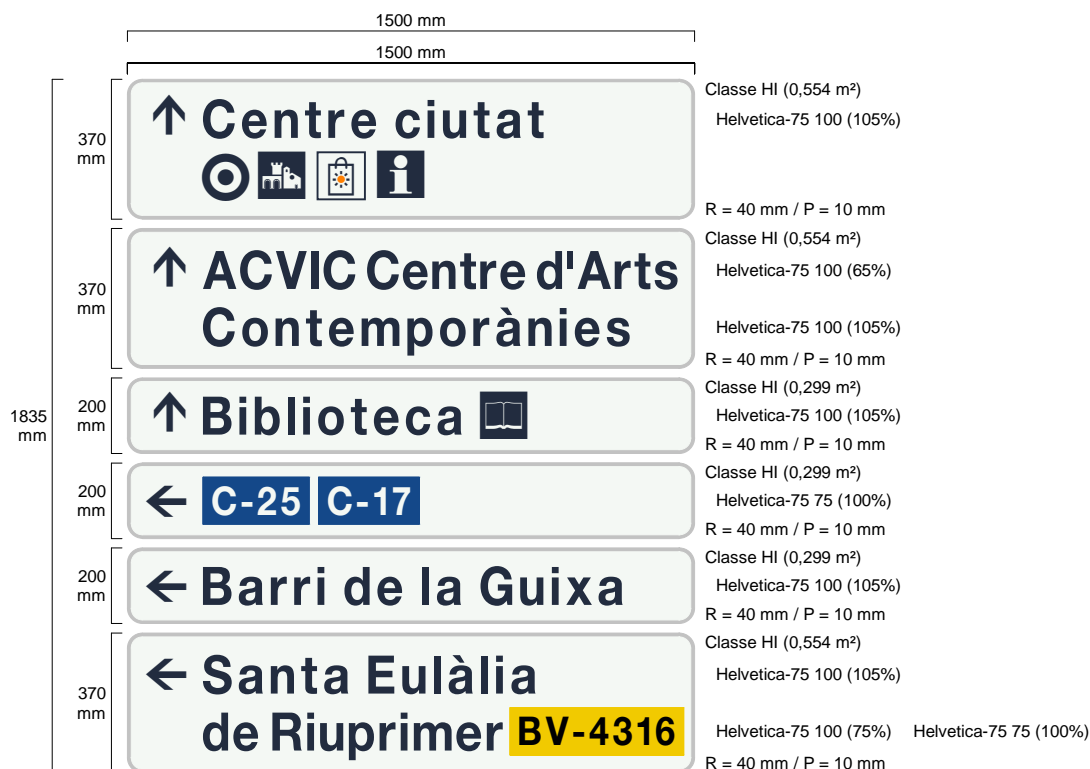 1500 mm
1500 mm
370 mm
Centre ciutat
i
Classe HI (0,554 m²)
Helvetica-75 100 (105%)
R = 40 mm / P = 10 mm
370 mm
ACVIC Centre d'Arts
Contemporànies
Classe HI (0,554 m²)
Helvetica-75 100 (65%)
Helvetica-75 100 (105%)
R = 40 mm / P = 10 mm
1835 mm
200 mm
Biblioteca
Classe HI (0,299 m²)
Helvetica-75 100 (105%)
R = 40 mm / P = 10 mm
200 mm
C-25 C-17
Classe HI (0,299 m²)
Helvetica-75 75 (100%)
R = 40 mm / P = 10 mm
200 mm
Barri de la Guixa
Classe HI (0,299 m²)
Helvetica-75 100 (105%)
R = 40 mm / P = 10 mm
370 mm
Santa Eulàlia
de Riuprimer BV-4316
Classe HI (0,554 m²)
Helvetica-75 100 (105%)
Helvetica-75 100 (75%) Helvetica-75 75 (100%)
R = 40 mm / P = 10 mm